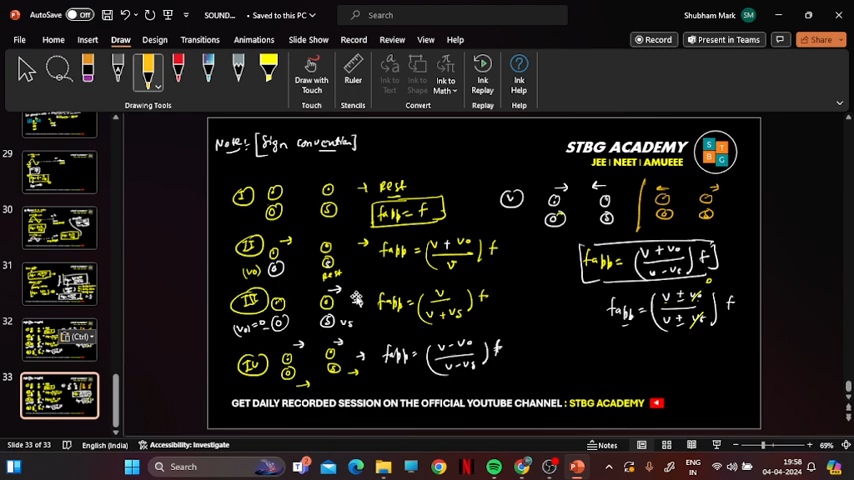 AutoSave Off
SOUND... • Saved to this PC
Search
Shubham Mark SM
File Home Insert Draw Design Transitions Animations Slide Show Record Review View Help
Record Present in Teams Share
Draw with Touch
Ruler
Ink to Text
Ink to Shape
Ink to Math
Ink Replay
Ink Help
Drawing Tools
Touch
Stencils
Convert
Replay
Help
29
30
31
32
33
(Ctrl)
Note:- [Sign convention]
STBG ACADEMY
JEE | NEET | AMUEEE
S T
B G
I O S → Rest
fapp = f
II (v0) O S Rest → fapp = (v + v0 / v) f
III (v0) = 0 O S vs fapp = (v / v + vs) f
IV O S → fapp = (v - v0 / v - vs) f
V O S O S
fapp = (v + v0 / v - vs) f
fapp = (v ± v0 / v ± vs) f
GET DAILY RECORDED SESSION ON THE OFFICIAL YOUTUBE CHANNEL : STBG ACADEMY
Slide 33 of 33
English (India)
Accessibility: Investigate
Notes
69%
Search
ENG IN
19:58
04-04-2024